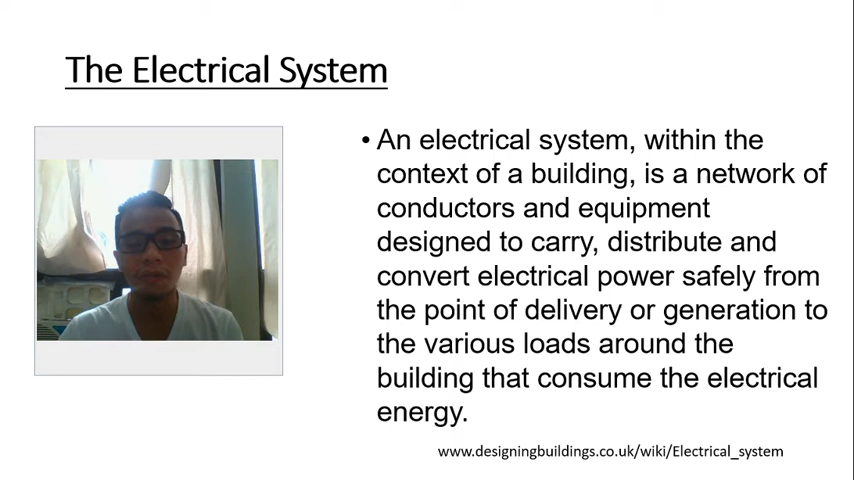 The Electrical System
• An electrical system, within the
context of a building, is a network of
conductors and equipment
designed to carry, distribute and
convert electrical power safely from
the point of delivery or generation to
the various loads around the
building that consume the electrical
energy.
www.designingbuildings.co.uk/wiki/Electrical_system